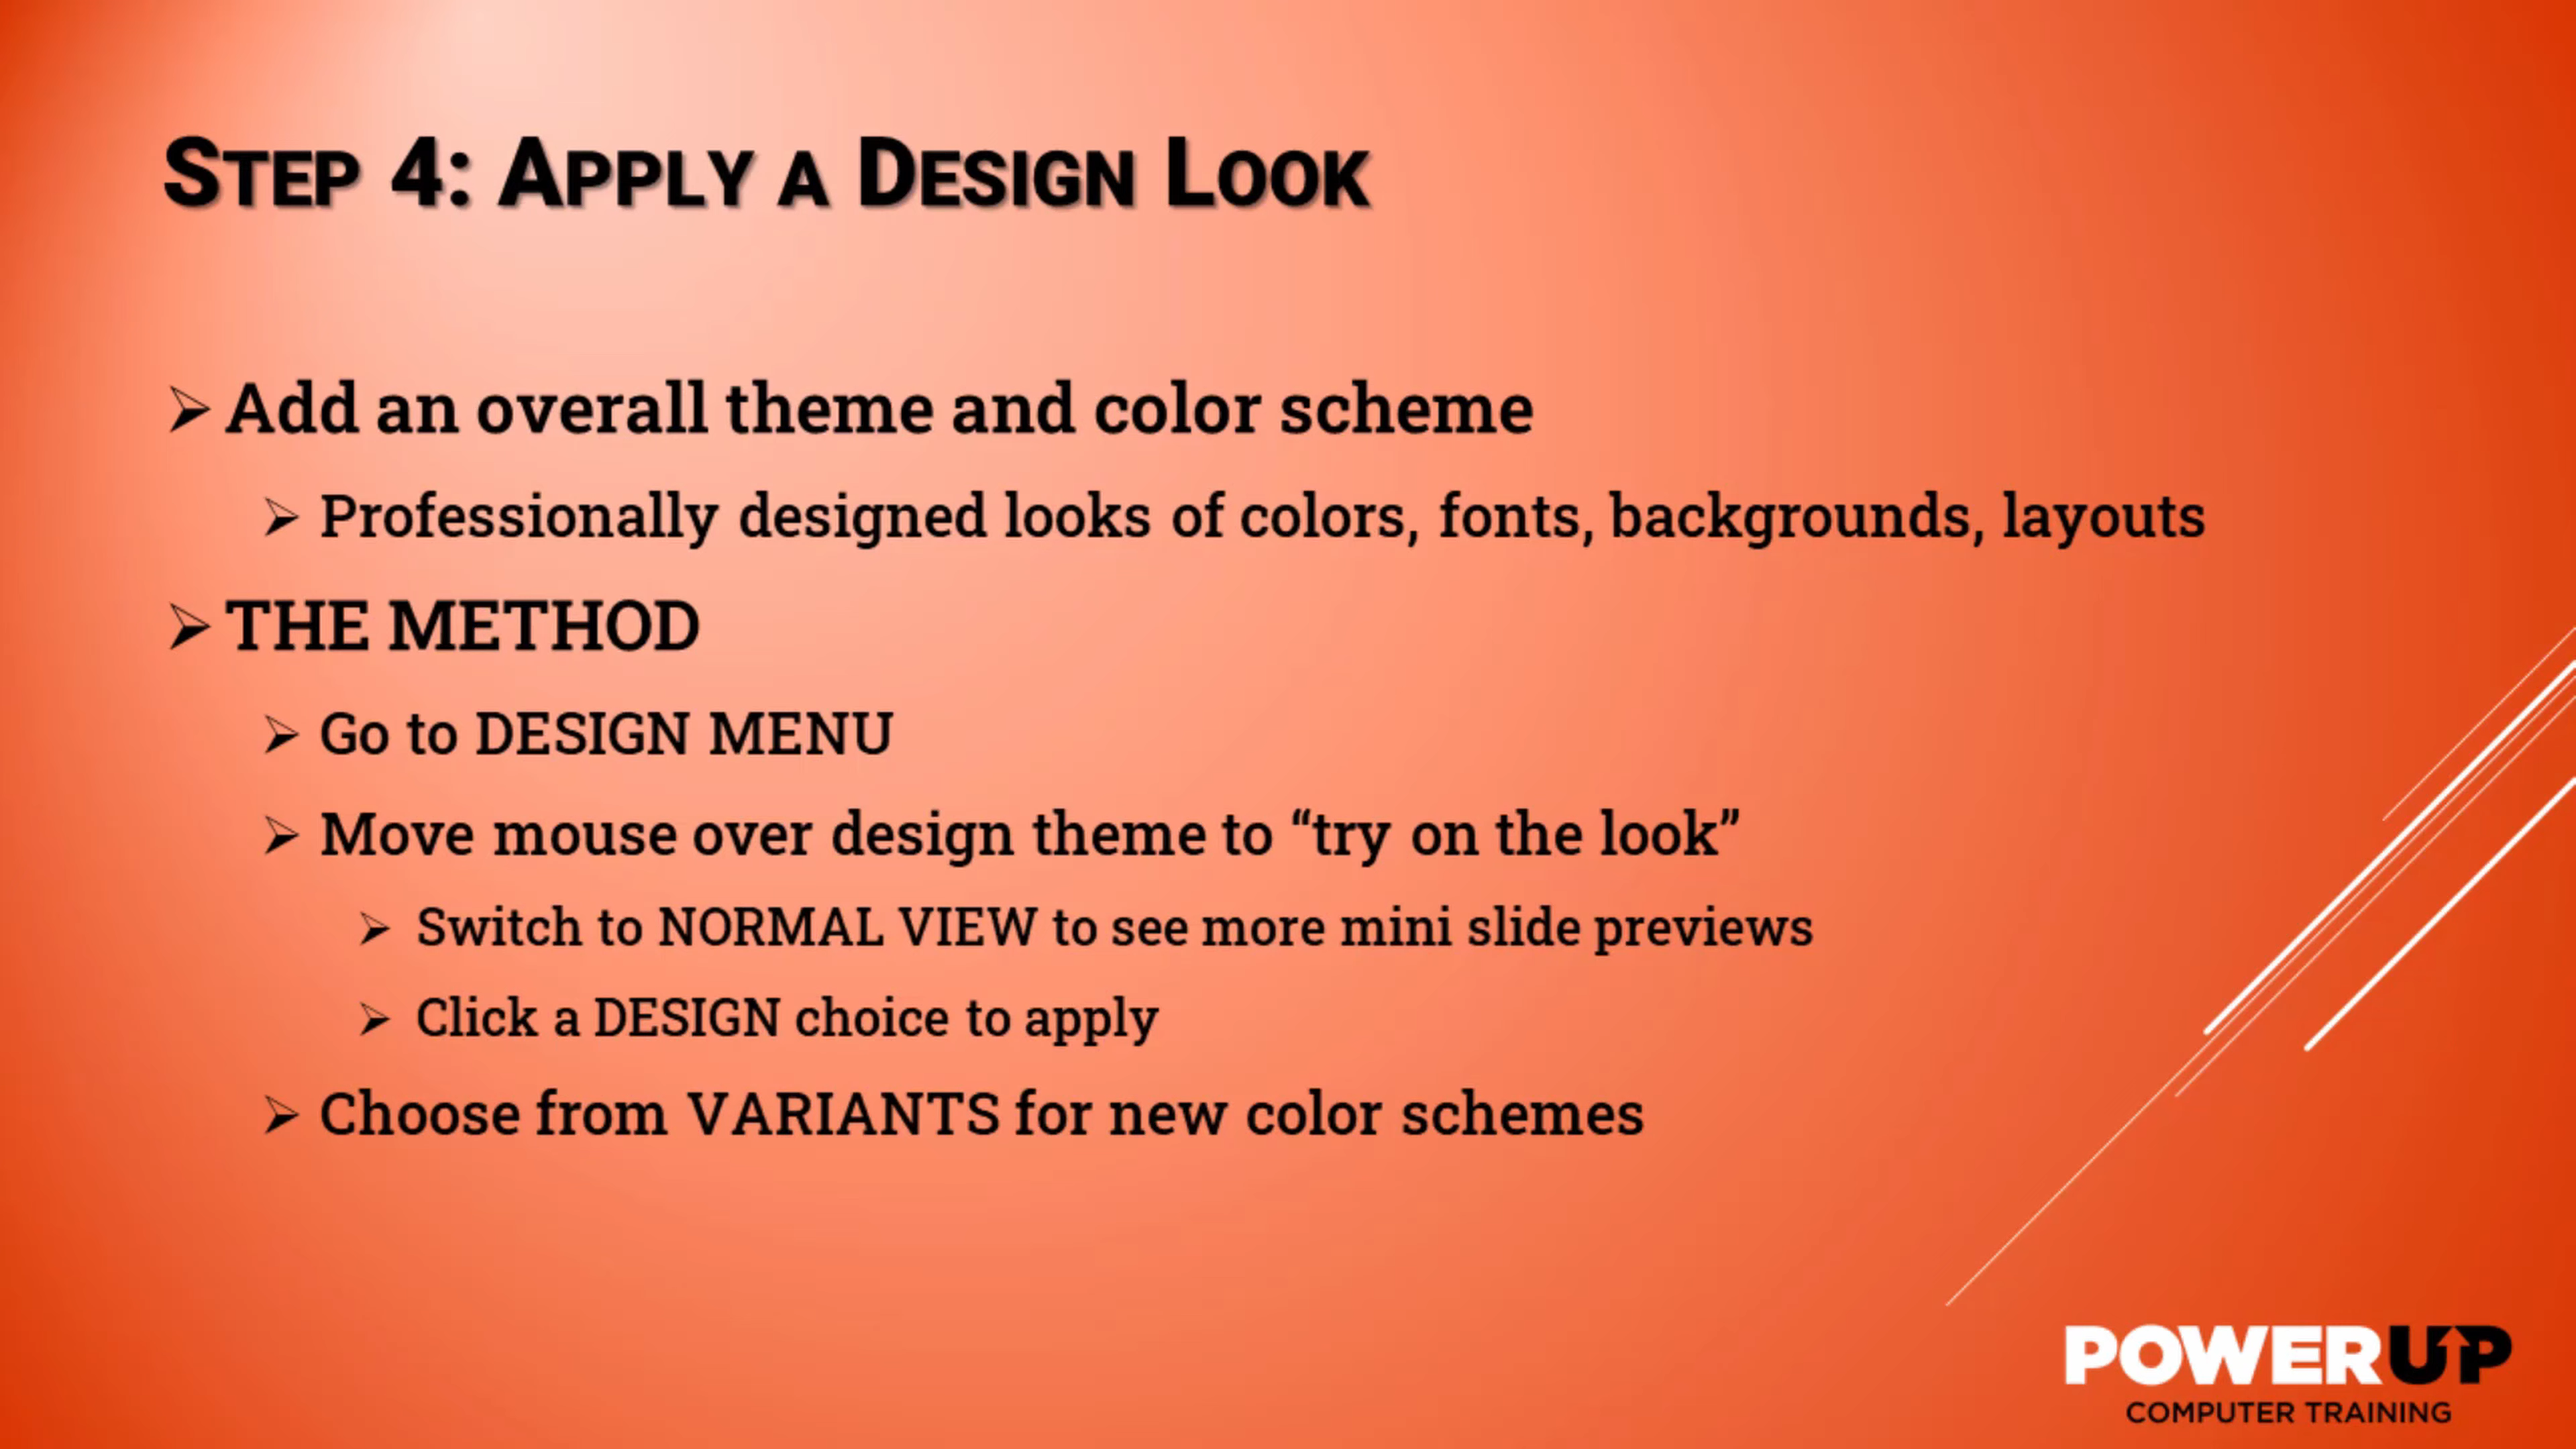 Step 4: Apply a Design Look
Add an overall theme and color scheme
Professionally designed looks of colors, fonts, backgrounds, layouts
THE METHOD
Go to DESIGN MENU
Move mouse over design theme to “try on the look”
Switch to NORMAL VIEW to see more mini slide previews
Click a DESIGN choice to apply
Choose from VARIANTS for new color schemes
POWERUP
COMPUTER TRAINING